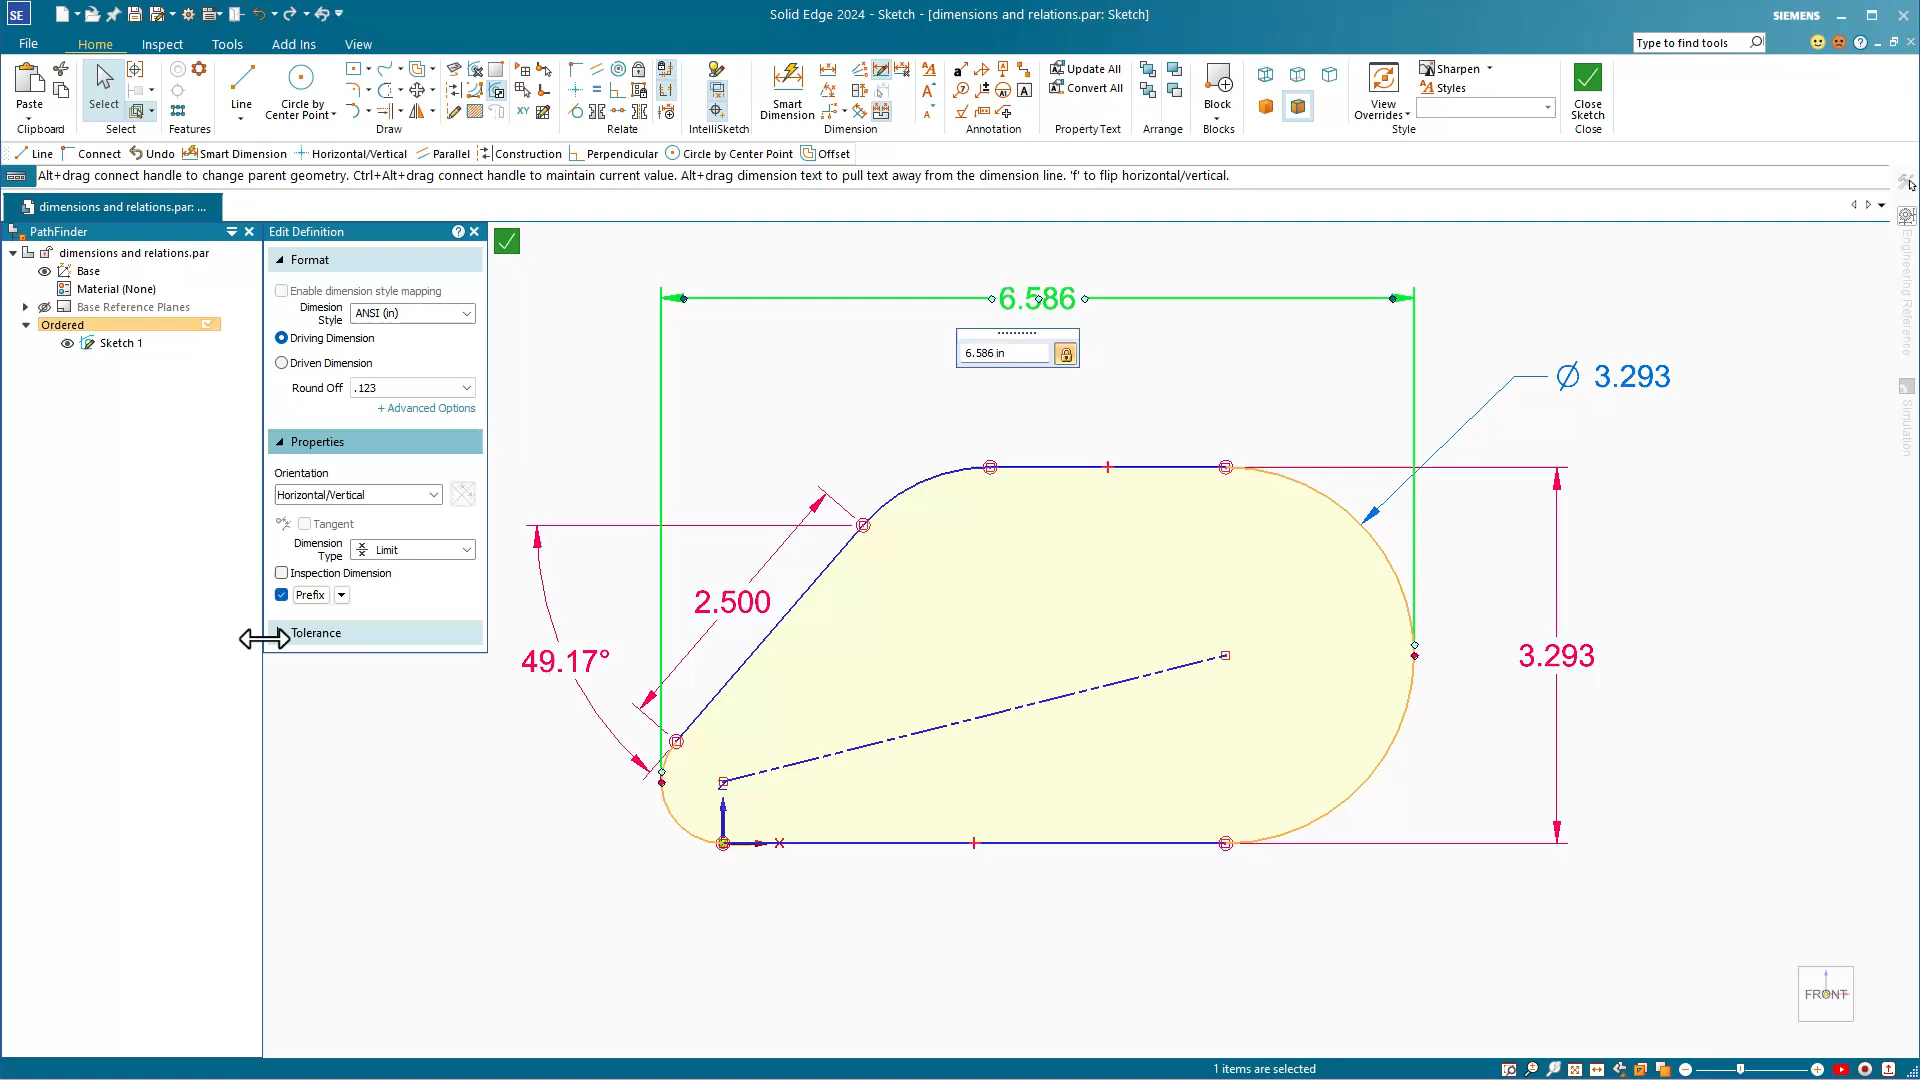 SE
Solid Edge 2024 - Sketch - [dimensions and relations.par: Sketch]
SIEMENS
File
Home
Inspect
Tools
Add Ins
View
Type to find tools
Paste
Select
Line
Circle by
Center Point
Smart
Dimension
Update All
Convert All
Block
View
Overrides
Sharpen
Styles
Close
Sketch
Clipboard
Select
Features
Draw
Relate
IntelliSketch
Dimension
Annotation
PropertyText
Arrange
Blocks
Style
Close
Line
Connect
Undo
Smart Dimension
Horizontal/Vertical
Parallel
Construction
Perpendicular
Circle by Center Point
Offset
Alt+drag connect handle to change parent geometry. Ctrl+Alt+drag connect handle to maintain current value. Alt+drag dimension text to pull text away from the dimension line. 'f' to flip horizontal/vertical.
dimensions and relations.par: ...
PathFinder
dimensions and relations.par
Base
Material (None)
Base Reference Planes
Ordered
Sketch 1
Edit Definition
Format
Enable dimension style mapping
Dimesion
Style
ANSI (in)
Driving Dimension
Driven Dimension
Round Off
.123
+ Advanced Options
Properties
Orientation
Horizontal/Vertical
Tangent
Dimension
Type
Limit
Inspection Dimension
Prefix
Tolerance
6.586
6.586 in
Ø 3.293
2.500
49.17°
3.293
Z
X
FRONT
Engineering Reference
Simulation
1 items are selected